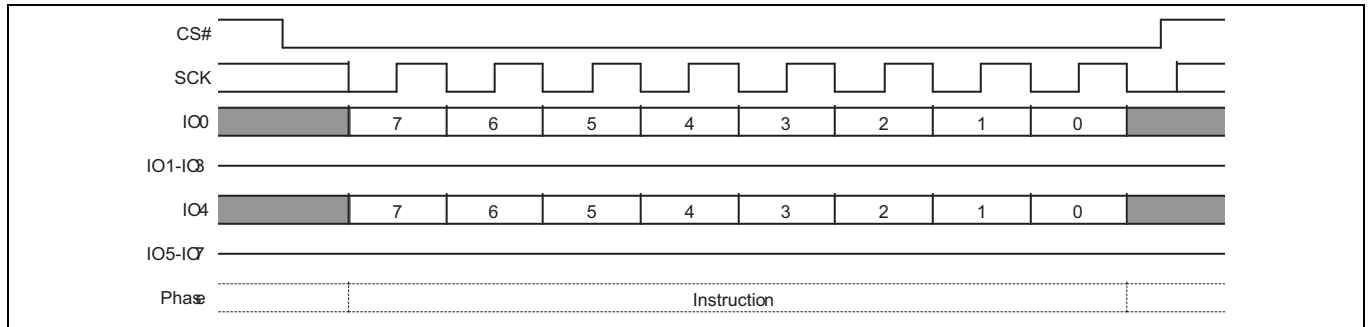 CS#
SCK
IO0
7 6 5 4 3 2 1 0
IO1-IO3
IO4
7 6 5 4 3 2 1 0
IO5-IO7
Phase
Instruction